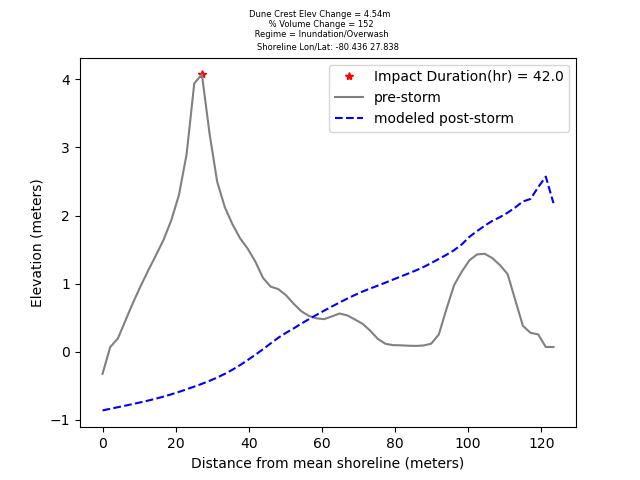 Dune Crest Elev Change = 4.54m
% Volume Change = 152
Regime = Inundation/Overwash
Shoreline Lon/Lat: -80.436 27.838
Impact Duration(hr) = 42.0
pre-storm
modeled post-storm
4
3
2
1
0
−1
Elevation (meters)
0 20 40 60 80 100 120
Distance from mean shoreline (meters)